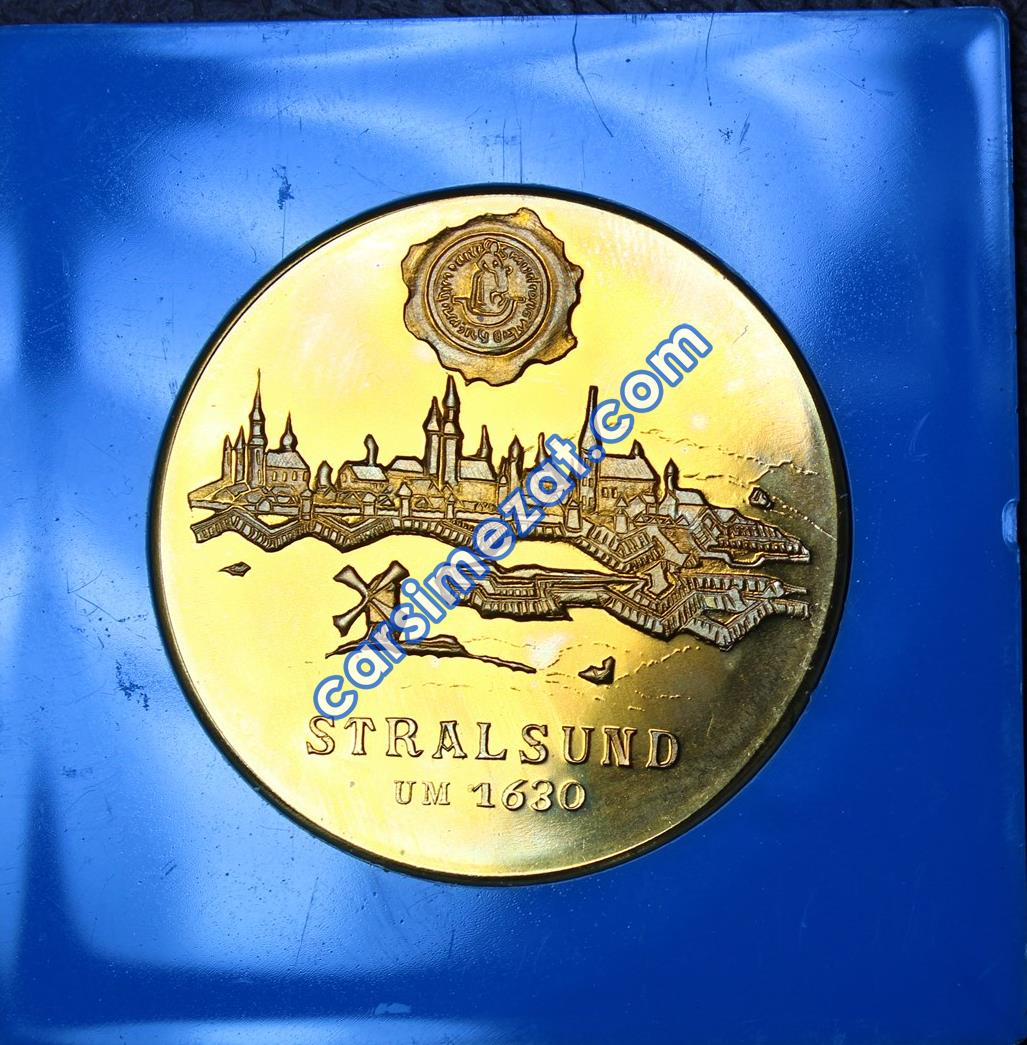 carsimezat.com
STRALSUND
UM 1630